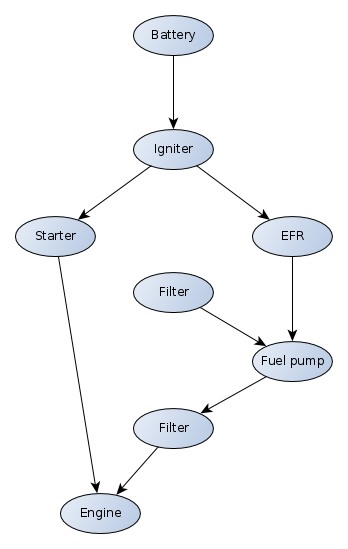 Battery
Igniter
Starter
EFR
Filter
Fuel pump
Filter
Engine